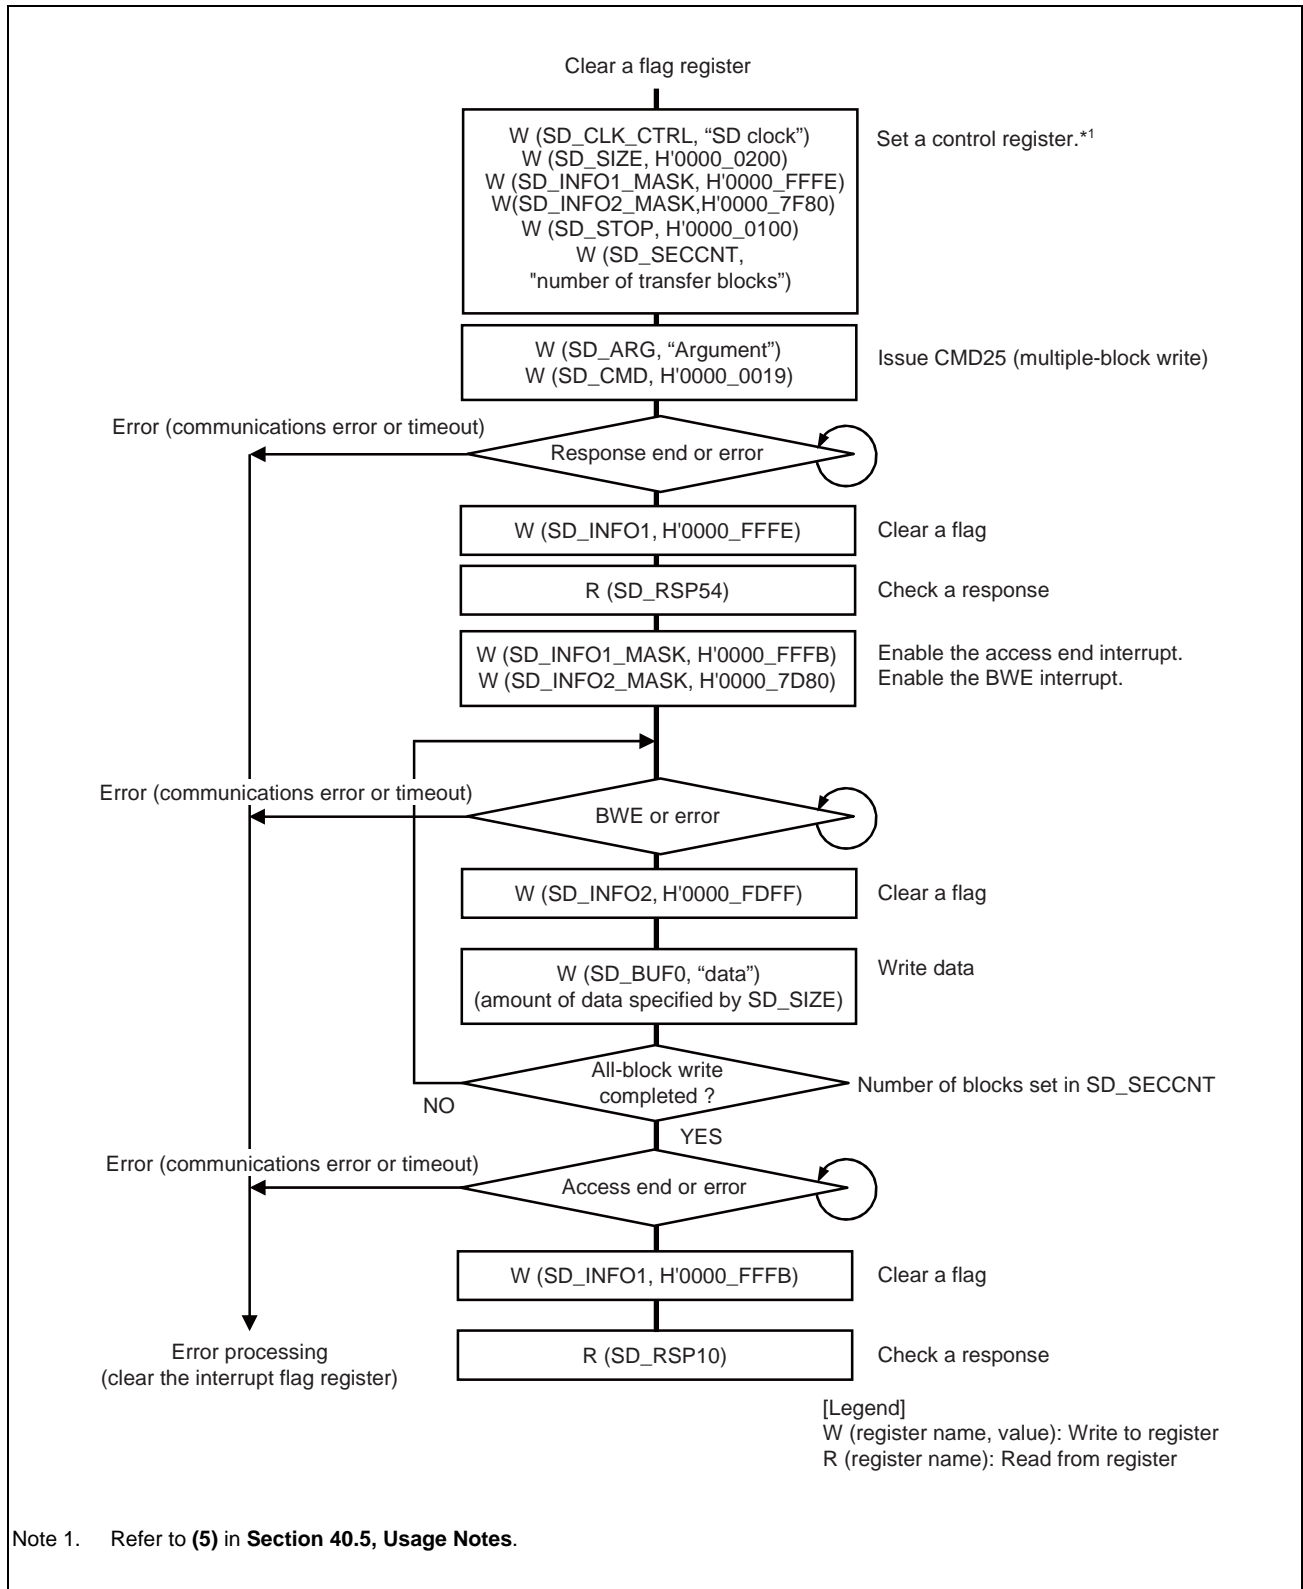 Clear a flag register
W (SD_CLK_CTRL, “SD clock”)
W (SD_SIZE, H'0000_0200)
W (SD_INFO1_MASK, H'0000_FFFE)
W(SD_INFO2_MASK,H'0000_7F80)
W (SD_STOP, H'0000_0100)
W (SD_SECCNT,
"number of transfer blocks”)
Set a control register.*1
W (SD_ARG, “Argument”)
W (SD_CMD, H'0000_0019)
Issue CMD25 (multiple-block write)
Error (communications error or timeout)
Response end or error
W (SD_INFO1, H'0000_FFFE)
Clear a flag
R (SD_RSP54)
Check a response
W (SD_INFO1_MASK, H'0000_FFFB)
W (SD_INFO2_MASK, H'0000_7D80)
Enable the access end interrupt.
Enable the BWE interrupt.
Error (communications error or timeout)
BWE or error
W (SD_INFO2, H'0000_FDFF)
Clear a flag
W (SD_BUF0, “data”)
(amount of data specified by SD_SIZE)
Write data
All-block write
completed ?
Number of blocks set in SD_SECCNT
NO
YES
Error (communications error or timeout)
Access end or error
W (SD_INFO1, H'0000_FFFB)
Clear a flag
Error processing
(clear the interrupt flag register)
R (SD_RSP10)
Check a response
[Legend]
W (register name, value): Write to register
R (register name): Read from register
Note 1. Refer to (5) in Section 40.5, Usage Notes.